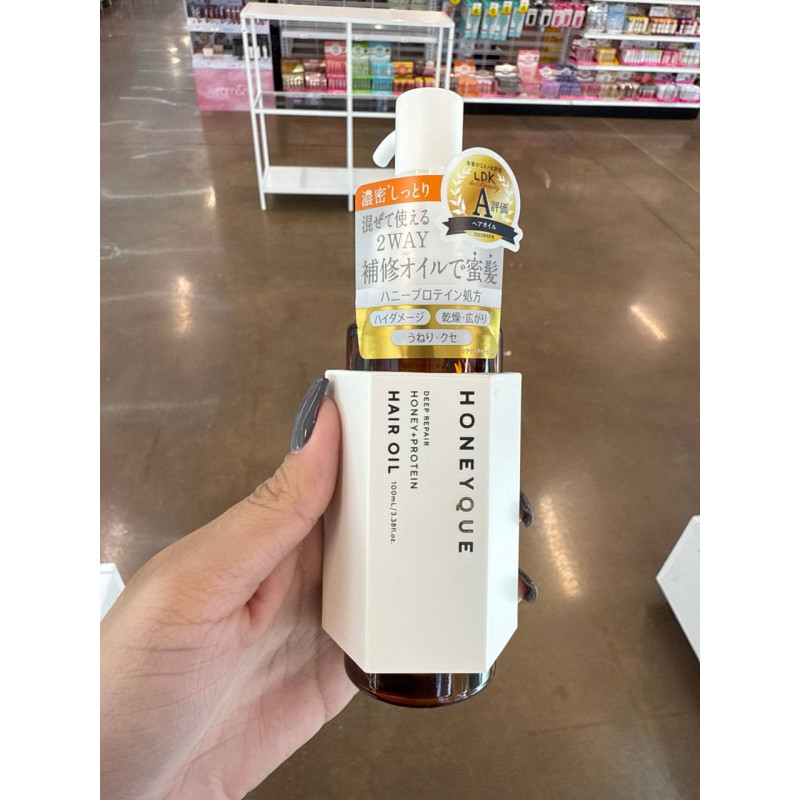 濃密しっとり
混ぜて使える
2WAY
補修オイルで蜜髪
ハニープロテイン処方
ハイダメージ
乾燥・広がり
うねり・クセ
LDK
A評価
ヘアオイル
HONEYQUE
DEEP REPAIR
HONEY+PROTEIN
HAIR OIL
100mL/3.38fl.oz.